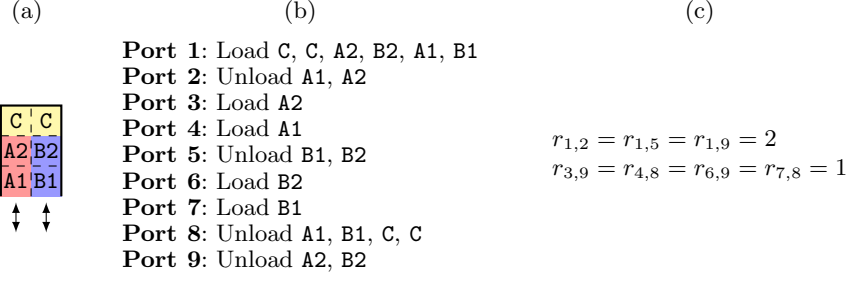 (a)
C C
A2 B2
A1 B1
(b)
Port 1: Load C, C, A2, B2, A1, B1
Port 2: Unload A1, A2
Port 3: Load A2
Port 4: Load A1
Port 5: Unload B1, B2
Port 6: Load B2
Port 7: Load B1
Port 8: Unload A1, B1, C, C
Port 9: Unload A2, B2
(c)
r1,2 = r1,5 = r1,9 = 2
r3,9 = r4,8 = r6,9 = r7,8 = 1